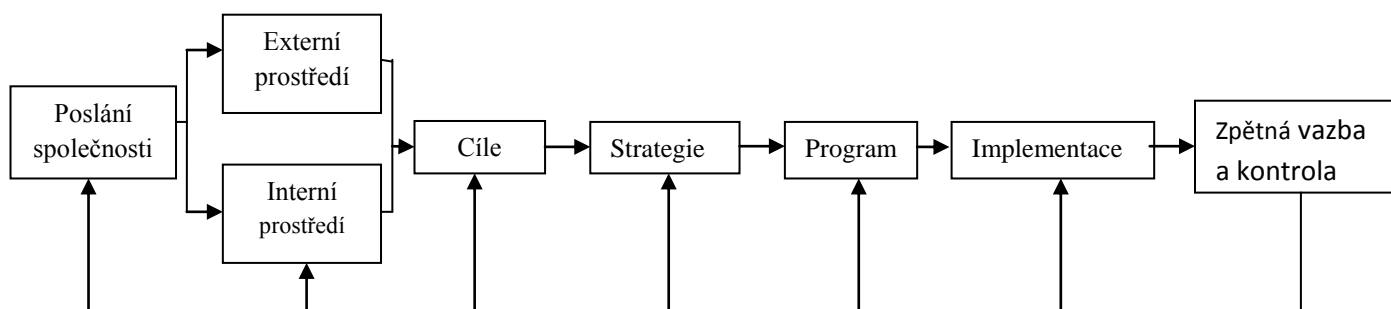 Poslání
společnosti
Externí
prostředí
Interní
prostředí
Cíle
Strategie
Program
Implementace
Zpětná vazba
a kontrola